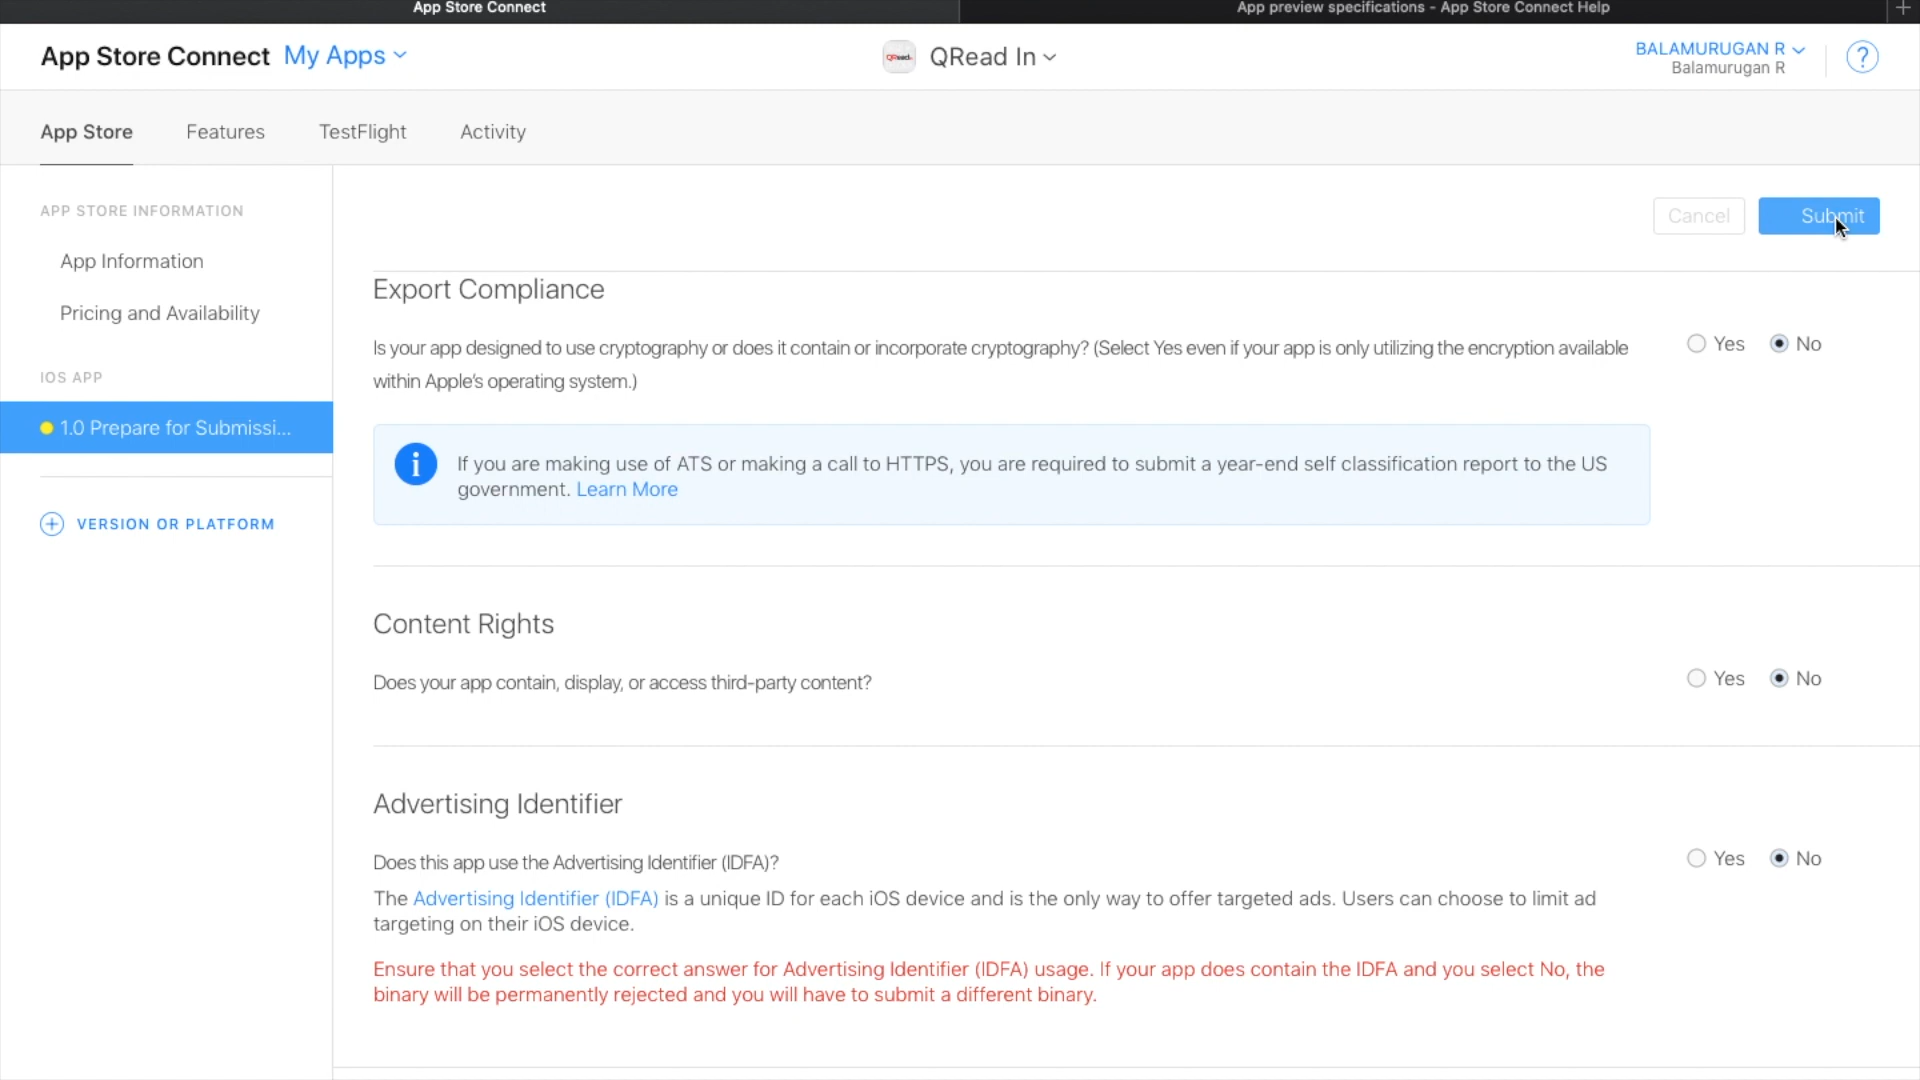 App Store Connect
App preview specifications - App Store Connect Help
App Store Connect My Apps
QRead In
BALAMURUGAN R
Balamurugan R
?
App Store
Features
TestFlight
Activity
APP STORE INFORMATION
App Information
Pricing and Availability
IOS APP
1.0 Prepare for Submissi...
VERSION OR PLATFORM
Cancel
Submit
Export Compliance
Is your app designed to use cryptography or does it contain or incorporate cryptography? (Select Yes even if your app is only utilizing the encryption available
within Apple's operating system.)
Yes
No
If you are making use of ATS or making a call to HTTPS, you are required to submit a year-end self classification report to the US
government. Learn More
Content Rights
Does your app contain, display, or access third-party content?
Yes
No
Advertising Identifier
Does this app use the Advertising Identifier (IDFA)?
Yes
No
The Advertising Identifier (IDFA) is a unique ID for each iOS device and is the only way to offer targeted ads. Users can choose to limit ad
targeting on their iOS device.
Ensure that you select the correct answer for Advertising Identifier (IDFA) usage. If your app does contain the IDFA and you select No, the
binary will be permanently rejected and you will have to submit a different binary.